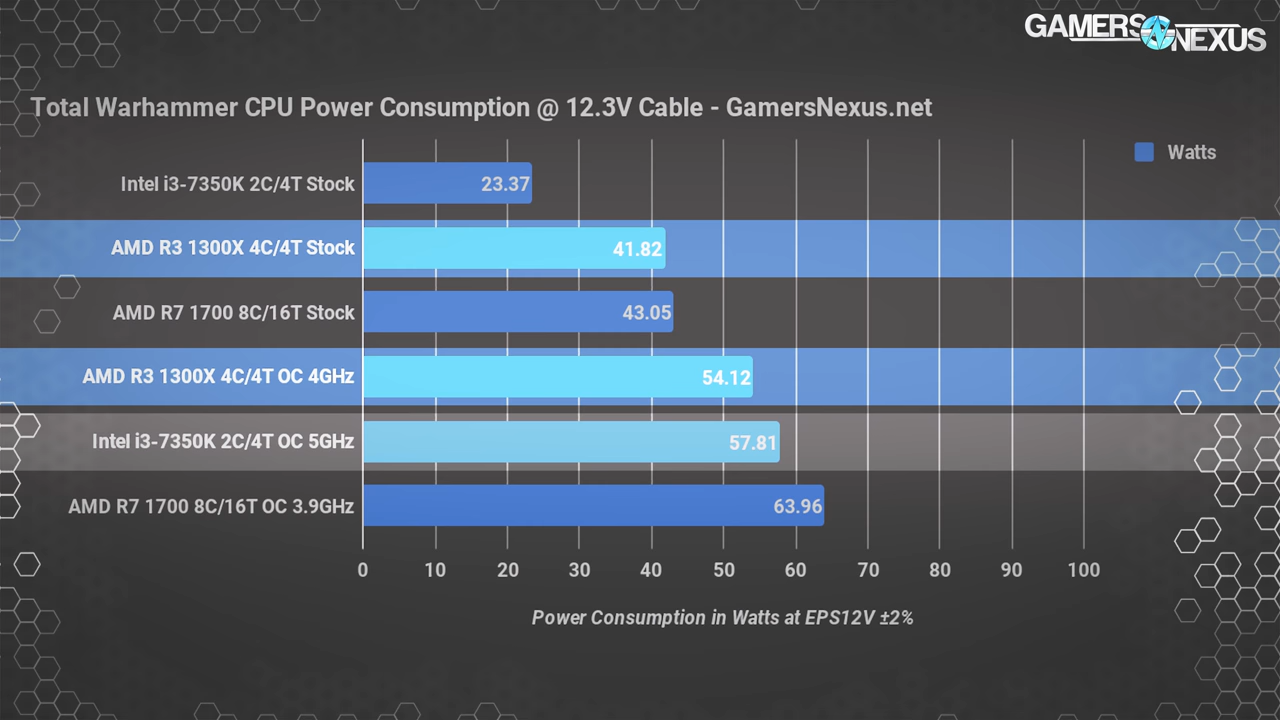 GAMERS NEXUS
Total Warhammer CPU Power Consumption @ 12.3V Cable - GamersNexus.net
Watts
Intel i3-7350K 2C/4T Stock 23.37
AMD R3 1300X 4C/4T Stock 41.82
AMD R7 1700 8C/16T Stock 43.05
AMD R3 1300X 4C/4T OC 4GHz 54.12
Intel i3-7350K 2C/4T OC 5GHz 57.81
AMD R7 1700 8C/16T OC 3.9GHz 63.96
0 10 20 30 40 50 60 70 80 90 100
Power Consumption in Watts at EPS12V ±2%